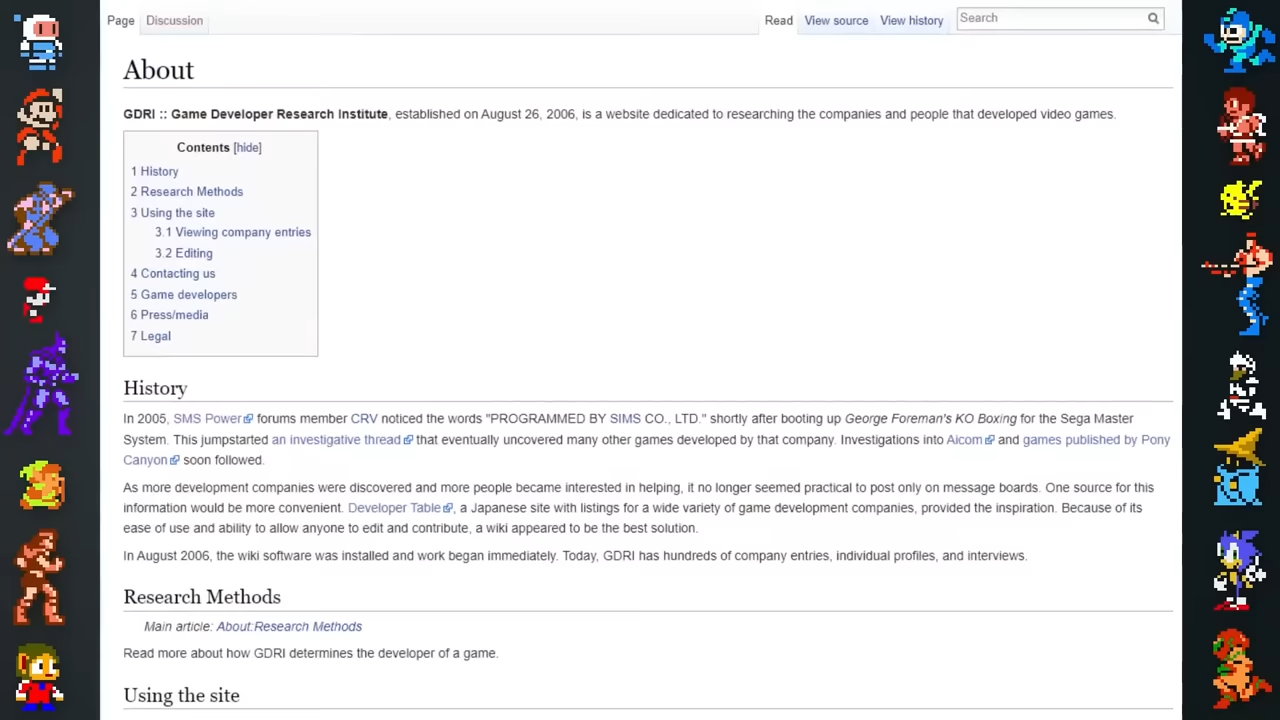 Page Discussion Read View source View history Search
About
GDRI :: Game Developer Research Institute, established on August 26, 2006, is a website dedicated to researching the companies and people that developed video games.
Contents [hide]
1 History
2 Research Methods
3 Using the site
3.1 Viewing company entries
3.2 Editing
4 Contacting us
5 Game developers
6 Press/media
7 Legal
History
In 2005, SMS Power forums member CRV noticed the words "PROGRAMMED BY SIMS CO., LTD." shortly after booting up George Foreman's KO Boxing for the Sega Master
System. This jumpstarted an investigative thread that eventually uncovered many other games developed by that company. Investigations into Aicom and games published by Pony
Canyon soon followed.
As more development companies were discovered and more people became interested in helping, it no longer seemed practical to post only on message boards. One source for this
information would be more convenient. Developer Table, a Japanese site with listings for a wide variety of game development companies, provided the inspiration. Because of its
ease of use and ability to allow anyone to edit and contribute, a wiki appeared to be the best solution.
In August 2006, the wiki software was installed and work began immediately. Today, GDRI has hundreds of company entries, individual profiles, and interviews.
Research Methods
Main article: About:Research Methods
Read more about how GDRI determines the developer of a game.
Using the site